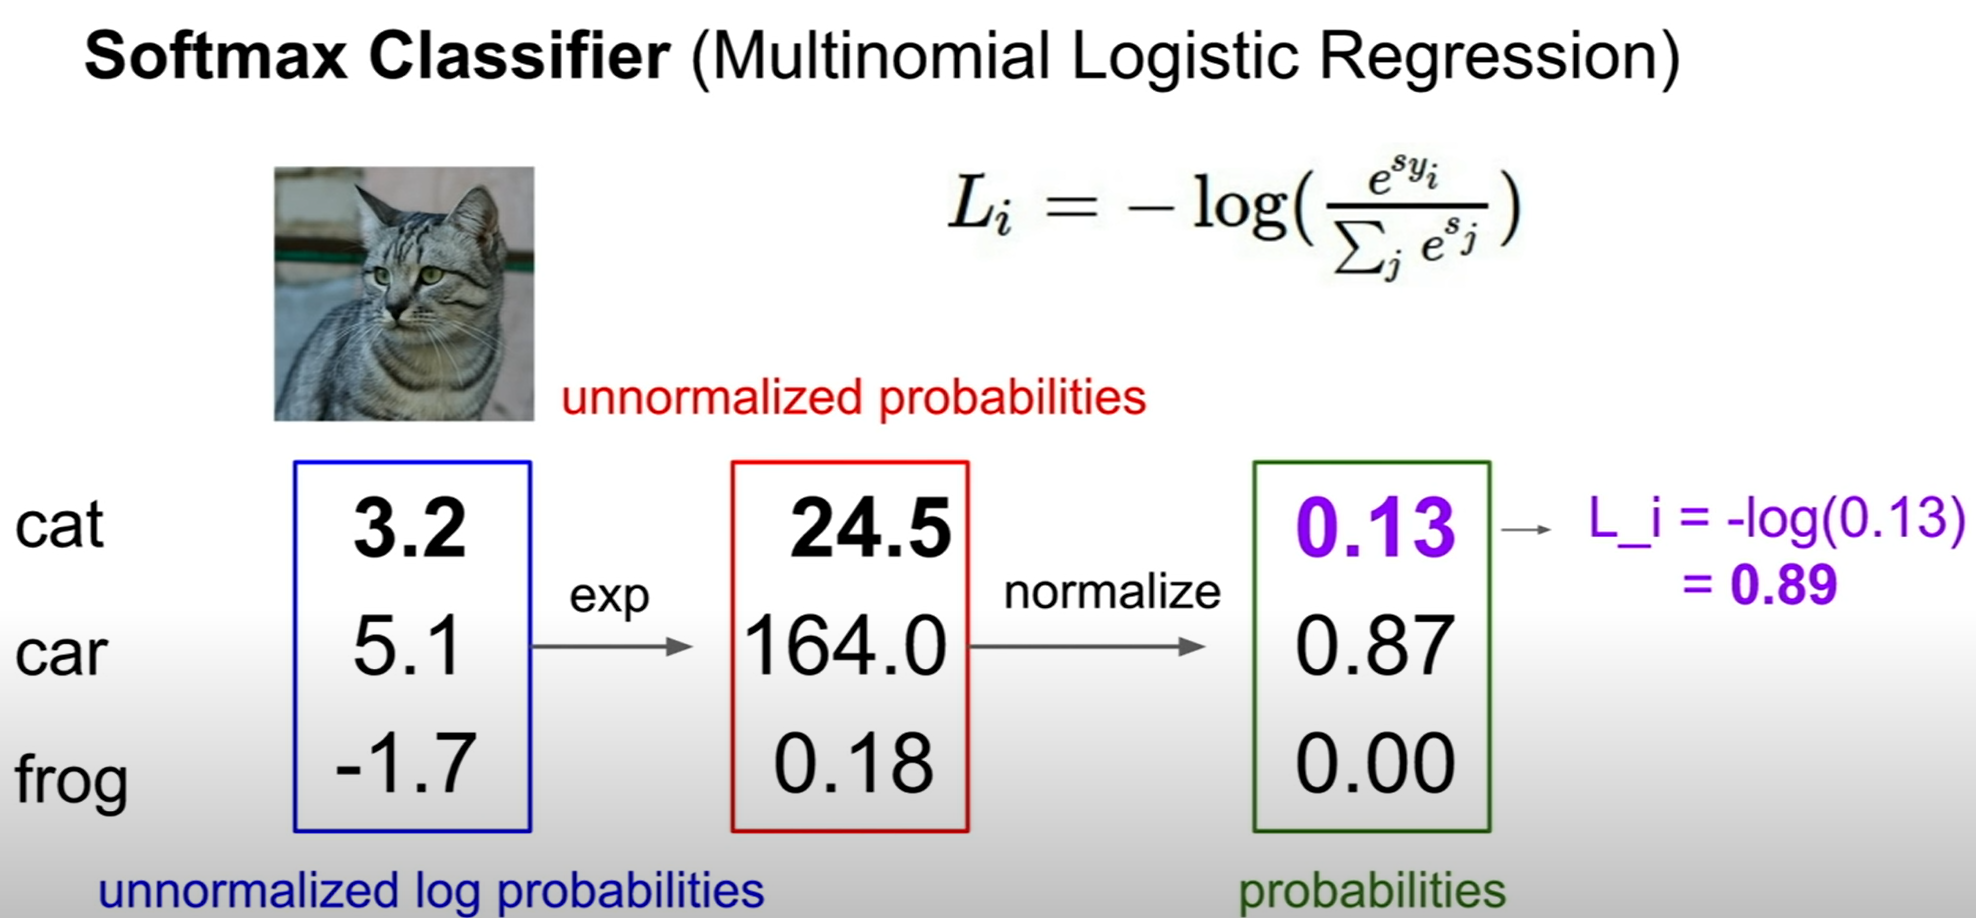 Softmax Classifier (Multinomial Logistic Regression)
L_i = − log(e^{s_{y_i}} / ∑_j e^{s_j})
unnormalized probabilities
cat 3.2 24.5 0.13 L_i = -log(0.13)
= 0.89
exp normalize
car 5.1 164.0 0.87
frog -1.7 0.18 0.00
unnormalized log probabilities probabilities